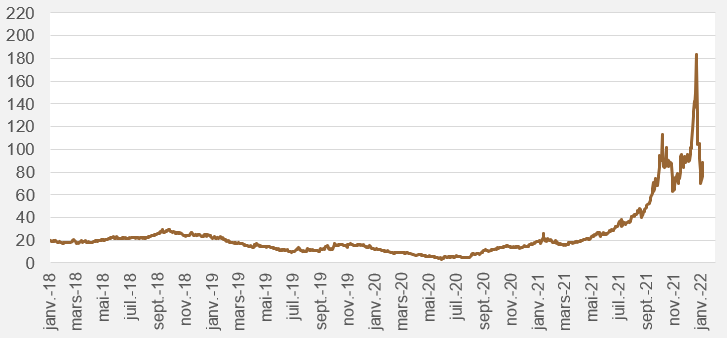 220
200
180
160
140
120
100
80
60
40
20
0
janv.-18
mars-18
mai-18
juil.-18
sept.-18
nov.-18
janv.-19
mars-19
mai-19
juil.-19
sept.-19
nov.-19
janv.-20
mars-20
mai-20
juil.-20
sept.-20
nov.-20
janv.-21
mars-21
mai-21
juil.-21
sept.-21
nov.-21
janv.-22